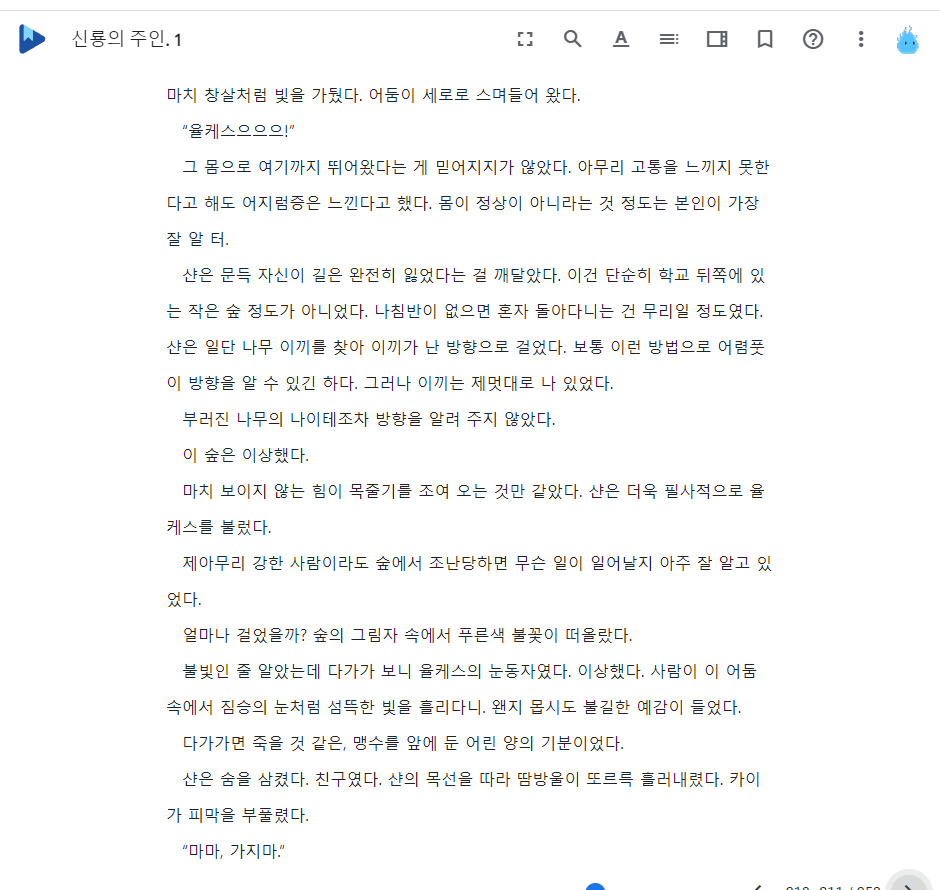 신룡의 주인. 1
마치 창살처럼 빛을 가뒀다. 어둠이 세로로 스며들어 왔다.
“율케스으으으!”
그 몸으로 여기까지 뛰어왔다는 게 믿어지지가 않았다. 아무리 고통을 느끼지 못한
다고 해도 어지럼증은 느낀다고 했다. 몸이 정상이 아니라는 것 정도는 본인이 가장
잘 알 터.
샨은 문득 자신이 길은 완전히 잃었다는 걸 깨달았다. 이건 단순히 학교 뒤쪽에 있
는 작은 숲 정도가 아니었다. 나침반이 없으면 혼자 돌아다니는 건 무리일 정도였다.
샨은 일단 나무 이끼를 찾아 이끼가 난 방향으로 걸었다. 보통 이런 방법으로 어렴풋
이 방향을 알 수 있긴 하다. 그러나 이끼는 제멋대로 나 있었다.
부러진 나무의 나이테조차 방향을 알려 주지 않았다.
이 숲은 이상했다.
마치 보이지 않는 힘이 목줄기를 조여 오는 것만 같았다. 샨은 더욱 필사적으로 율
케스를 불렀다.
제아무리 강한 사람이라도 숲에서 조난당하면 무슨 일이 일어날지 아주 잘 알고 있
었다.
얼마나 걸었을까? 숲의 그림자 속에서 푸른색 불꽃이 떠올랐다.
불빛인 줄 알았는데 다가가 보니 율케스의 눈동자였다. 이상했다. 사람이 이 어둠
속에서 짐승의 눈처럼 섬뜩한 빛을 흘리다니. 왠지 몹시도 불길한 예감이 들었다.
다가가면 죽을 것 같은, 맹수를 앞에 둔 어린 양의 기분이었다.
샨은 숨을 삼켰다. 친구였다. 샨의 목선을 따라 땀방울이 또르륵 흘러내렸다. 카이
가 피막을 부풀렸다.
“마마, 가지마.”